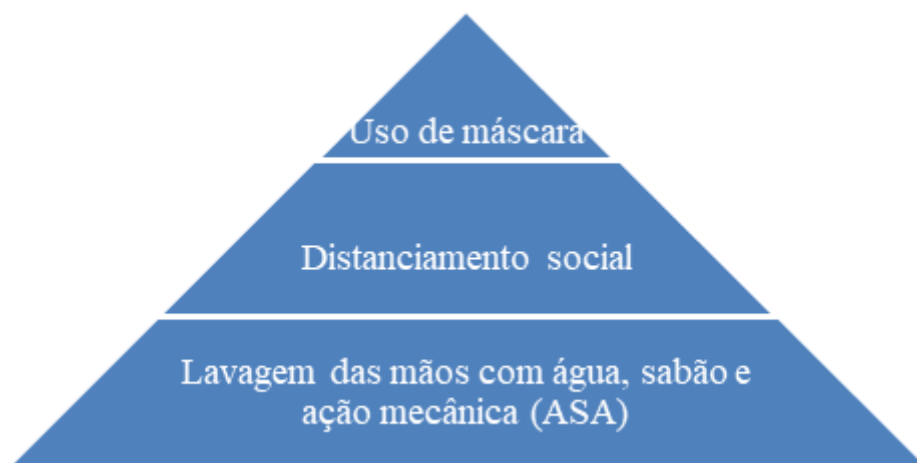 Uso de máscara
Distanciamento social
Lavagem das mãos com água, sabão e
ação mecânica (ASA)